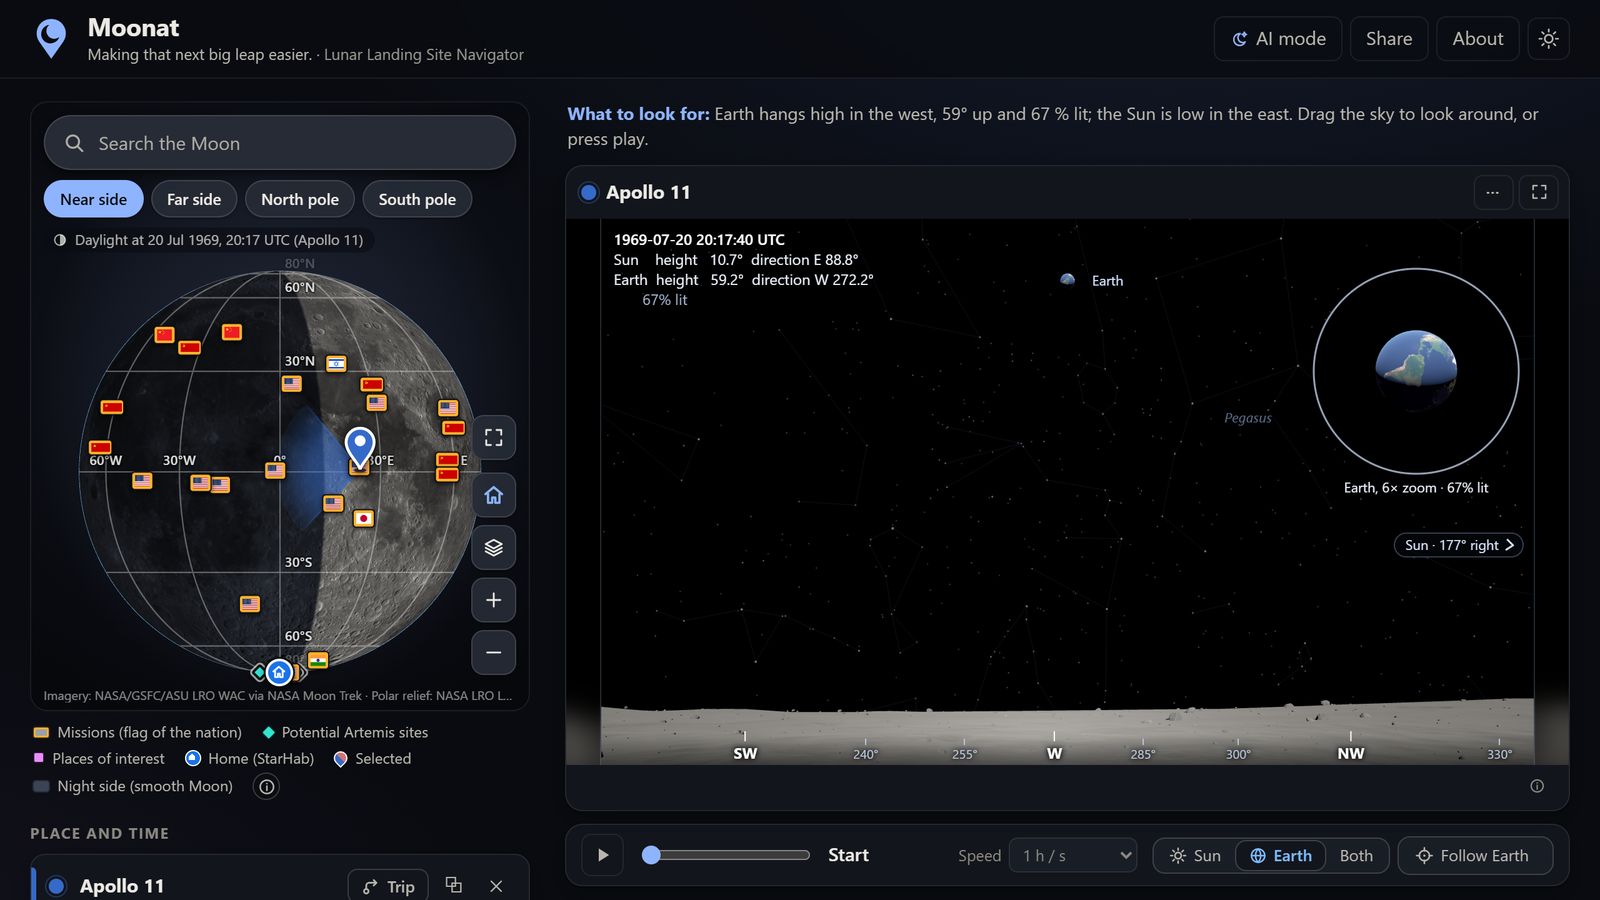 Moonat
Making that next big leap easier. · Lunar Landing Site Navigator
AI mode
Share
About
Search the Moon
Near side
Far side
North pole
South pole
Daylight at 20 Jul 1969, 20:17 UTC (Apollo 11)
80°N
60°N
30°N
60°W
30°W
0°
30°E
E
30°S
60°S
Imagery: NASA/GSFC/ASU LRO WAC via NASA Moon Trek · Polar relief: NASA LRO L...
Missions (flag of the nation)
Potential Artemis sites
Places of interest
Home (StarHab)
Selected
Night side (smooth Moon)
PLACE AND TIME
Apollo 11
Trip
What to look for: Earth hangs high in the west, 59° up and 67 % lit; the Sun is low in the east. Drag the sky to look around, or
press play.
Apollo 11
1969-07-20 20:17:40 UTC
Sun height 10.7° direction E 88.8°
Earth height 59.2° direction W 272.2°
67% lit
Earth
Pegasus
Earth, 6× zoom · 67% lit
Sun · 177° right
SW
240°
255°
W
285°
300°
NW
330°
Start
Speed
1 h / s
Sun
Earth
Both
Follow Earth